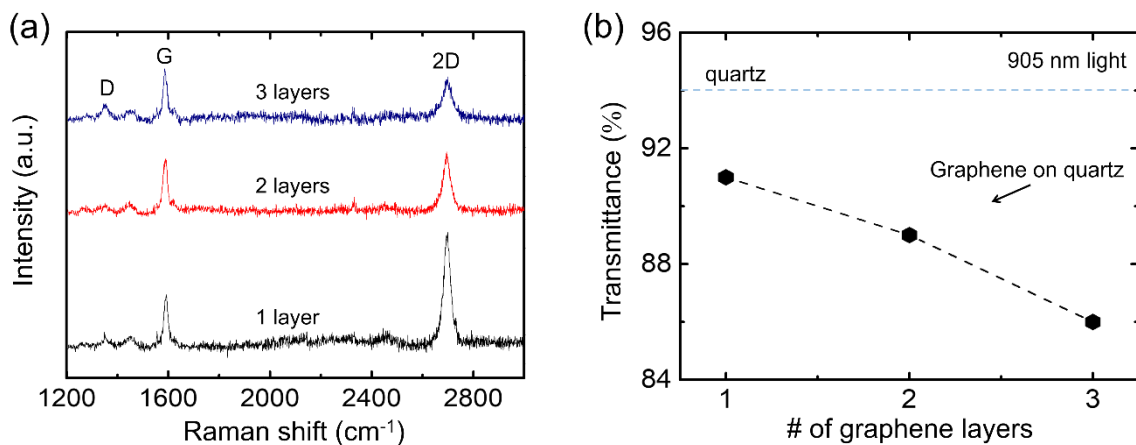 (a)
D
G
2D
3 layers
2 layers
1 layer
Intensity (a.u.)
1200 1600 2000 2400 2800
Raman shift (cm⁻¹)
(b)
96
92
88
84
905 nm light
quartz
Graphene on quartz
Transmittance (%)
1 2 3
# of graphene layers